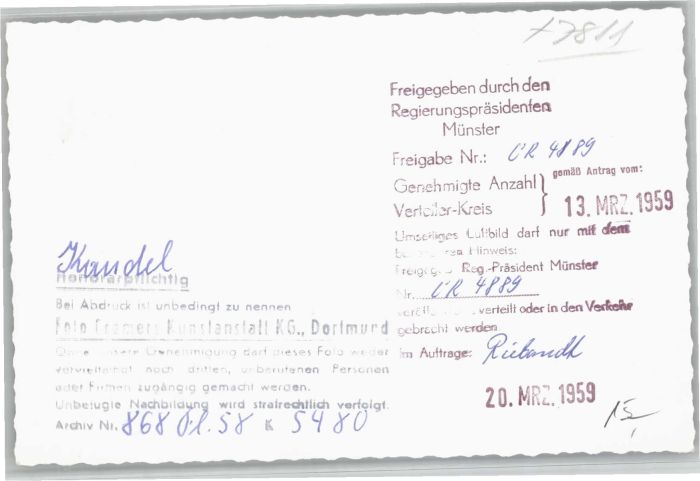 +7811
Freigegeben durch den
Regierungspräsidenten
Münster
Freigabe Nr.: CR 4889
Genehmigte Anzahl
Verteiler-Kreis
gemäß Antrag vom:
13. MRZ. 1959
Umseitiges Luftbild darf nur mit dem
Hinweis:
Reg.-Präsident Münster
Nr. CR 4889
verteilt oder in den Verkehr
gebracht werden
Im Auftrage:
20. MRZ. 1959
15,
Kandel
Honorarpflichtig
Bei Abdruck ist unbedingt zu nennen
Foto Cramers Kunstanstalt KG., Dortmund
Ohne unsere Genehmigung darf dieses Foto weder
vervielfältigt noch dritten, unberufenen Personen
oder Firmen zugängig gemacht werden.
Unbefugte Nachbildung wird strafrechtlich verfolgt.
Archiv Nr. 868 Pl. 58 K 5480